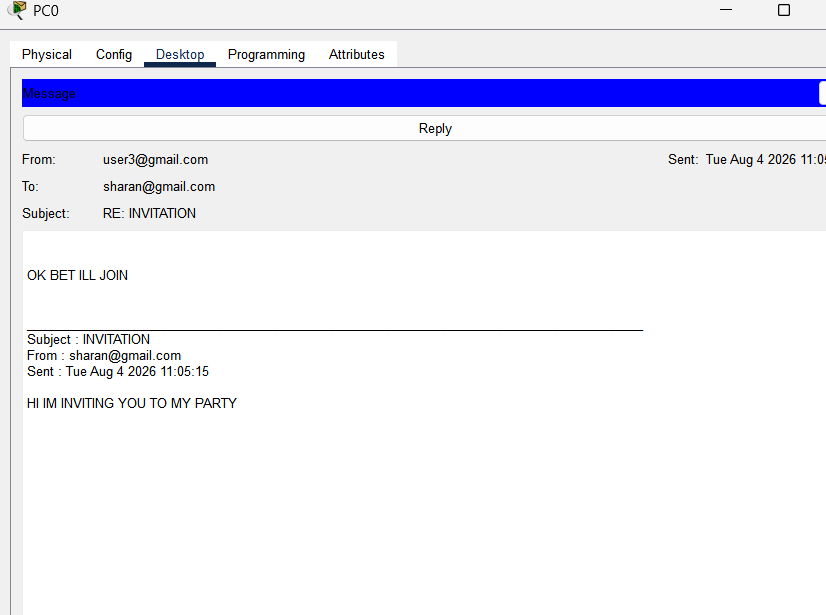 PC0
Physical Config Desktop Programming Attributes
Message
Reply
From: user3@gmail.com Sent: Tue Aug 4 2026 11:05
To: sharan@gmail.com
Subject: RE: INVITATION
OK BET ILL JOIN
Subject : INVITATION
From : sharan@gmail.com
Sent : Tue Aug 4 2026 11:05:15
HI IM INVITING YOU TO MY PARTY